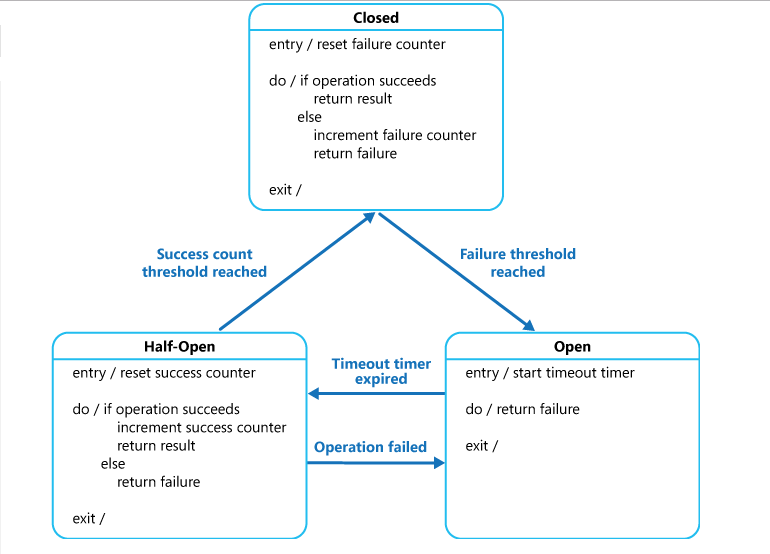 Closed
entry / reset failure counter
do / if operation succeeds
return result
else
increment failure counter
return failure
exit /
Success count
threshold reached
Failure threshold
reached
Half-Open
entry / reset success counter
do / if operation succeeds
increment success counter
return result
else
return failure
exit /
Timeout timer
expired
Operation failed
Open
entry / start timeout timer
do / return failure
exit /